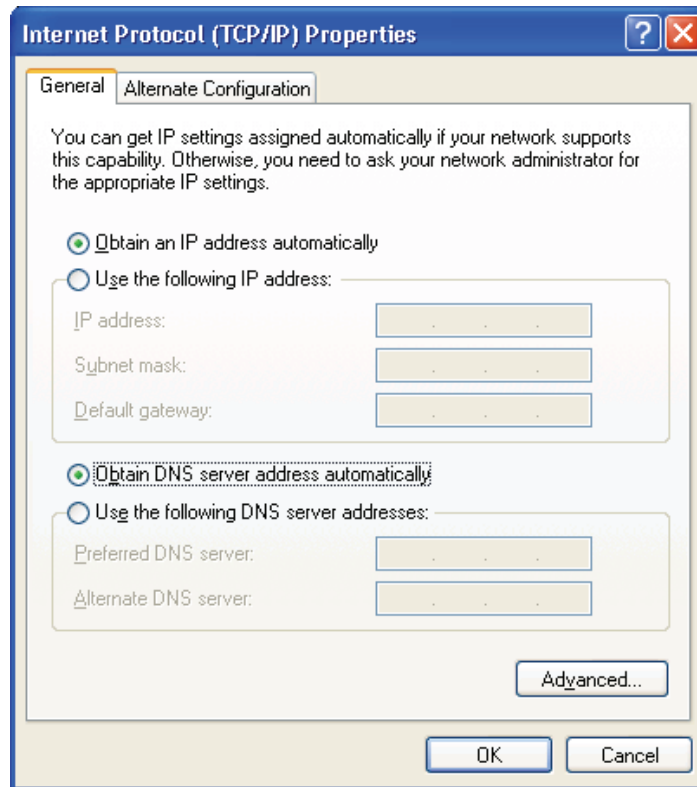 Internet Protocol (TCP/IP) Properties
General
Alternate Configuration
You can get IP settings assigned automatically if your network supports
this capability. Otherwise, you need to ask your network administrator for
the appropriate IP settings.
Obtain an IP address automatically
Use the following IP address:
IP address:
Subnet mask:
Default gateway:
Obtain DNS server address automatically
Use the following DNS server addresses:
Preferred DNS server:
Alternate DNS server:
Advanced...
OK
Cancel